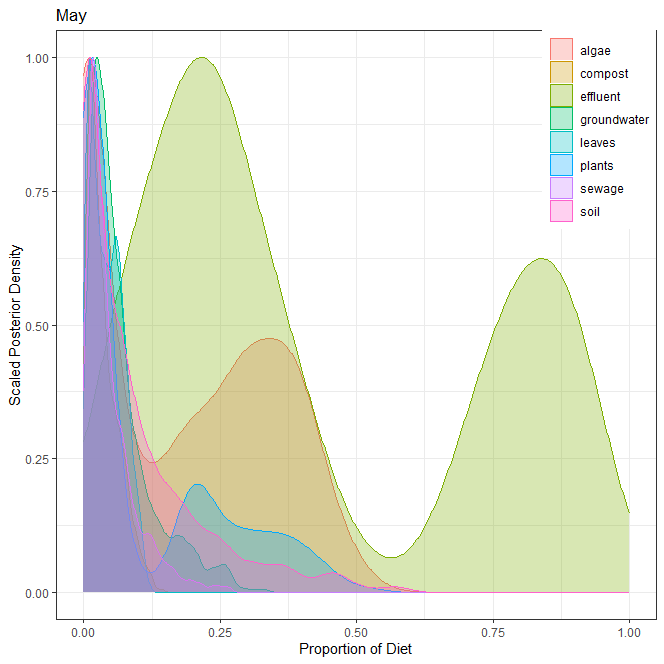 May
algae
compost
effluent
groundwater
leaves
plants
sewage
soil
1.00
0.75
0.50
0.25
0.00
Scaled Posterior Density
0.00 0.25 0.50 0.75 1.00
Proportion of Diet